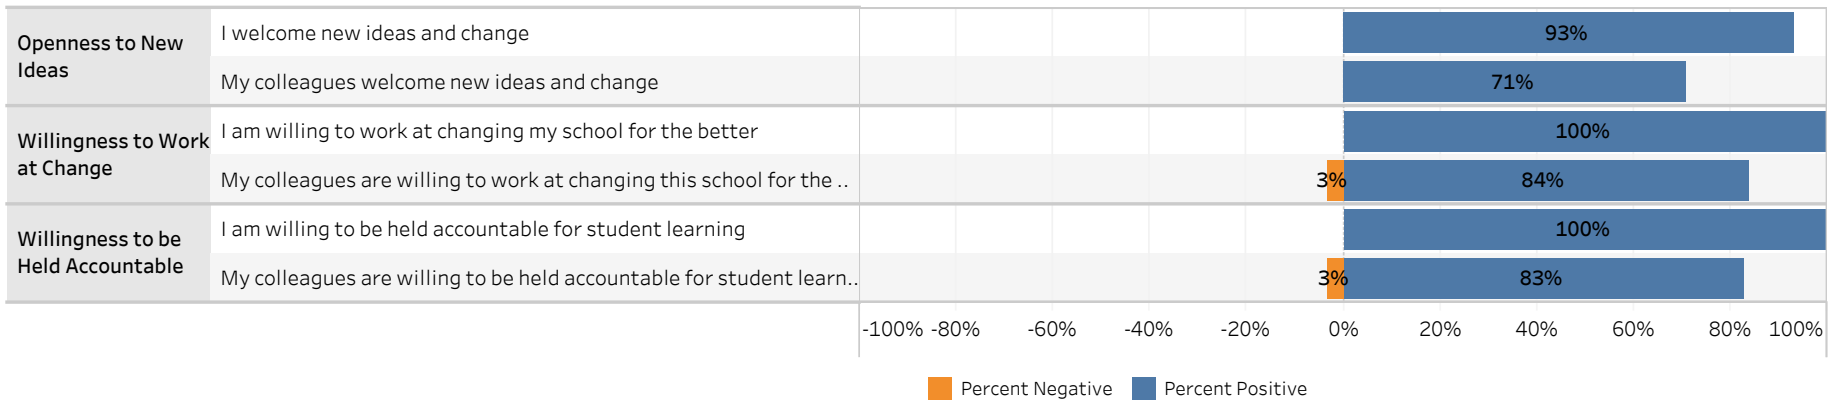 Openness to New
Ideas
I welcome new ideas and change
93%
My colleagues welcome new ideas and change
71%
Willingness to Work
at Change
I am willing to work at changing my school for the better
100%
My colleagues are willing to work at changing this school for the ..
3%
84%
Willingness to be
Held Accountable
I am willing to be held accountable for student learning
100%
My colleagues are willing to be held accountable for student learn..
3%
83%
-100% -80% -60% -40% -20% 0% 20% 40% 60% 80% 100%
Percent Negative Percent Positive